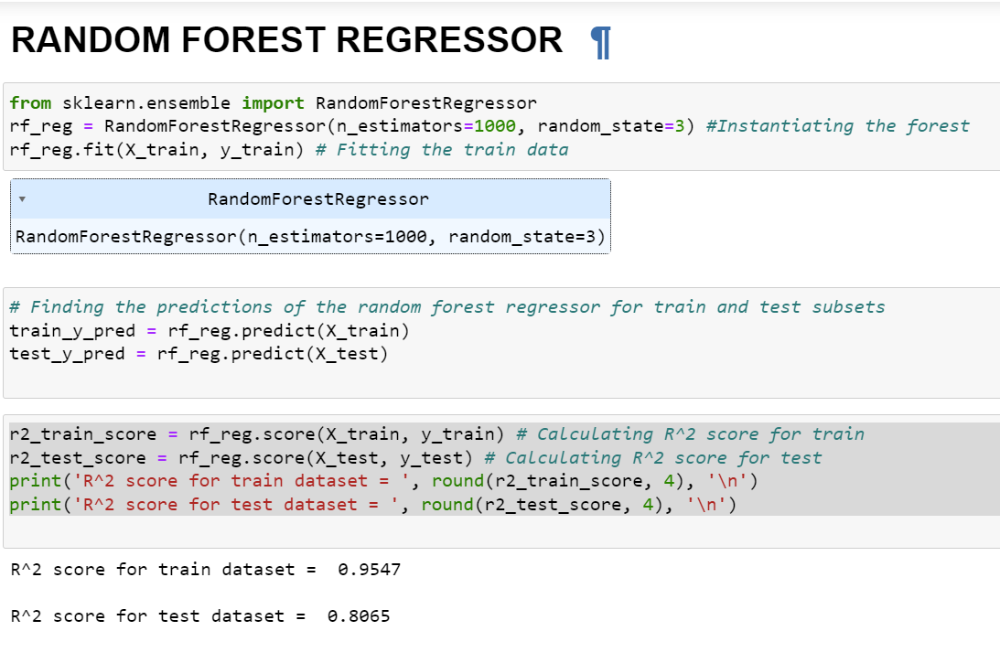 RANDOM FOREST REGRESSOR ¶
from sklearn.ensemble import RandomForestRegressor
rf_reg = RandomForestRegressor(n_estimators=1000, random_state=3) #Instantiating the forest
rf_reg.fit(X_train, y_train) # Fitting the train data
RandomForestRegressor
RandomForestRegressor(n_estimators=1000, random_state=3)
# Finding the predictions of the random forest regressor for train and test subsets
train_y_pred = rf_reg.predict(X_train)
test_y_pred = rf_reg.predict(X_test)
r2_train_score = rf_reg.score(X_train, y_train) # Calculating R^2 score for train
r2_test_score = rf_reg.score(X_test, y_test) # Calculating R^2 score for test
print('R^2 score for train dataset = ', round(r2_train_score, 4), '\n')
print('R^2 score for test dataset = ', round(r2_test_score, 4), '\n')
R^2 score for train dataset =  0.9547
R^2 score for test dataset =  0.8065